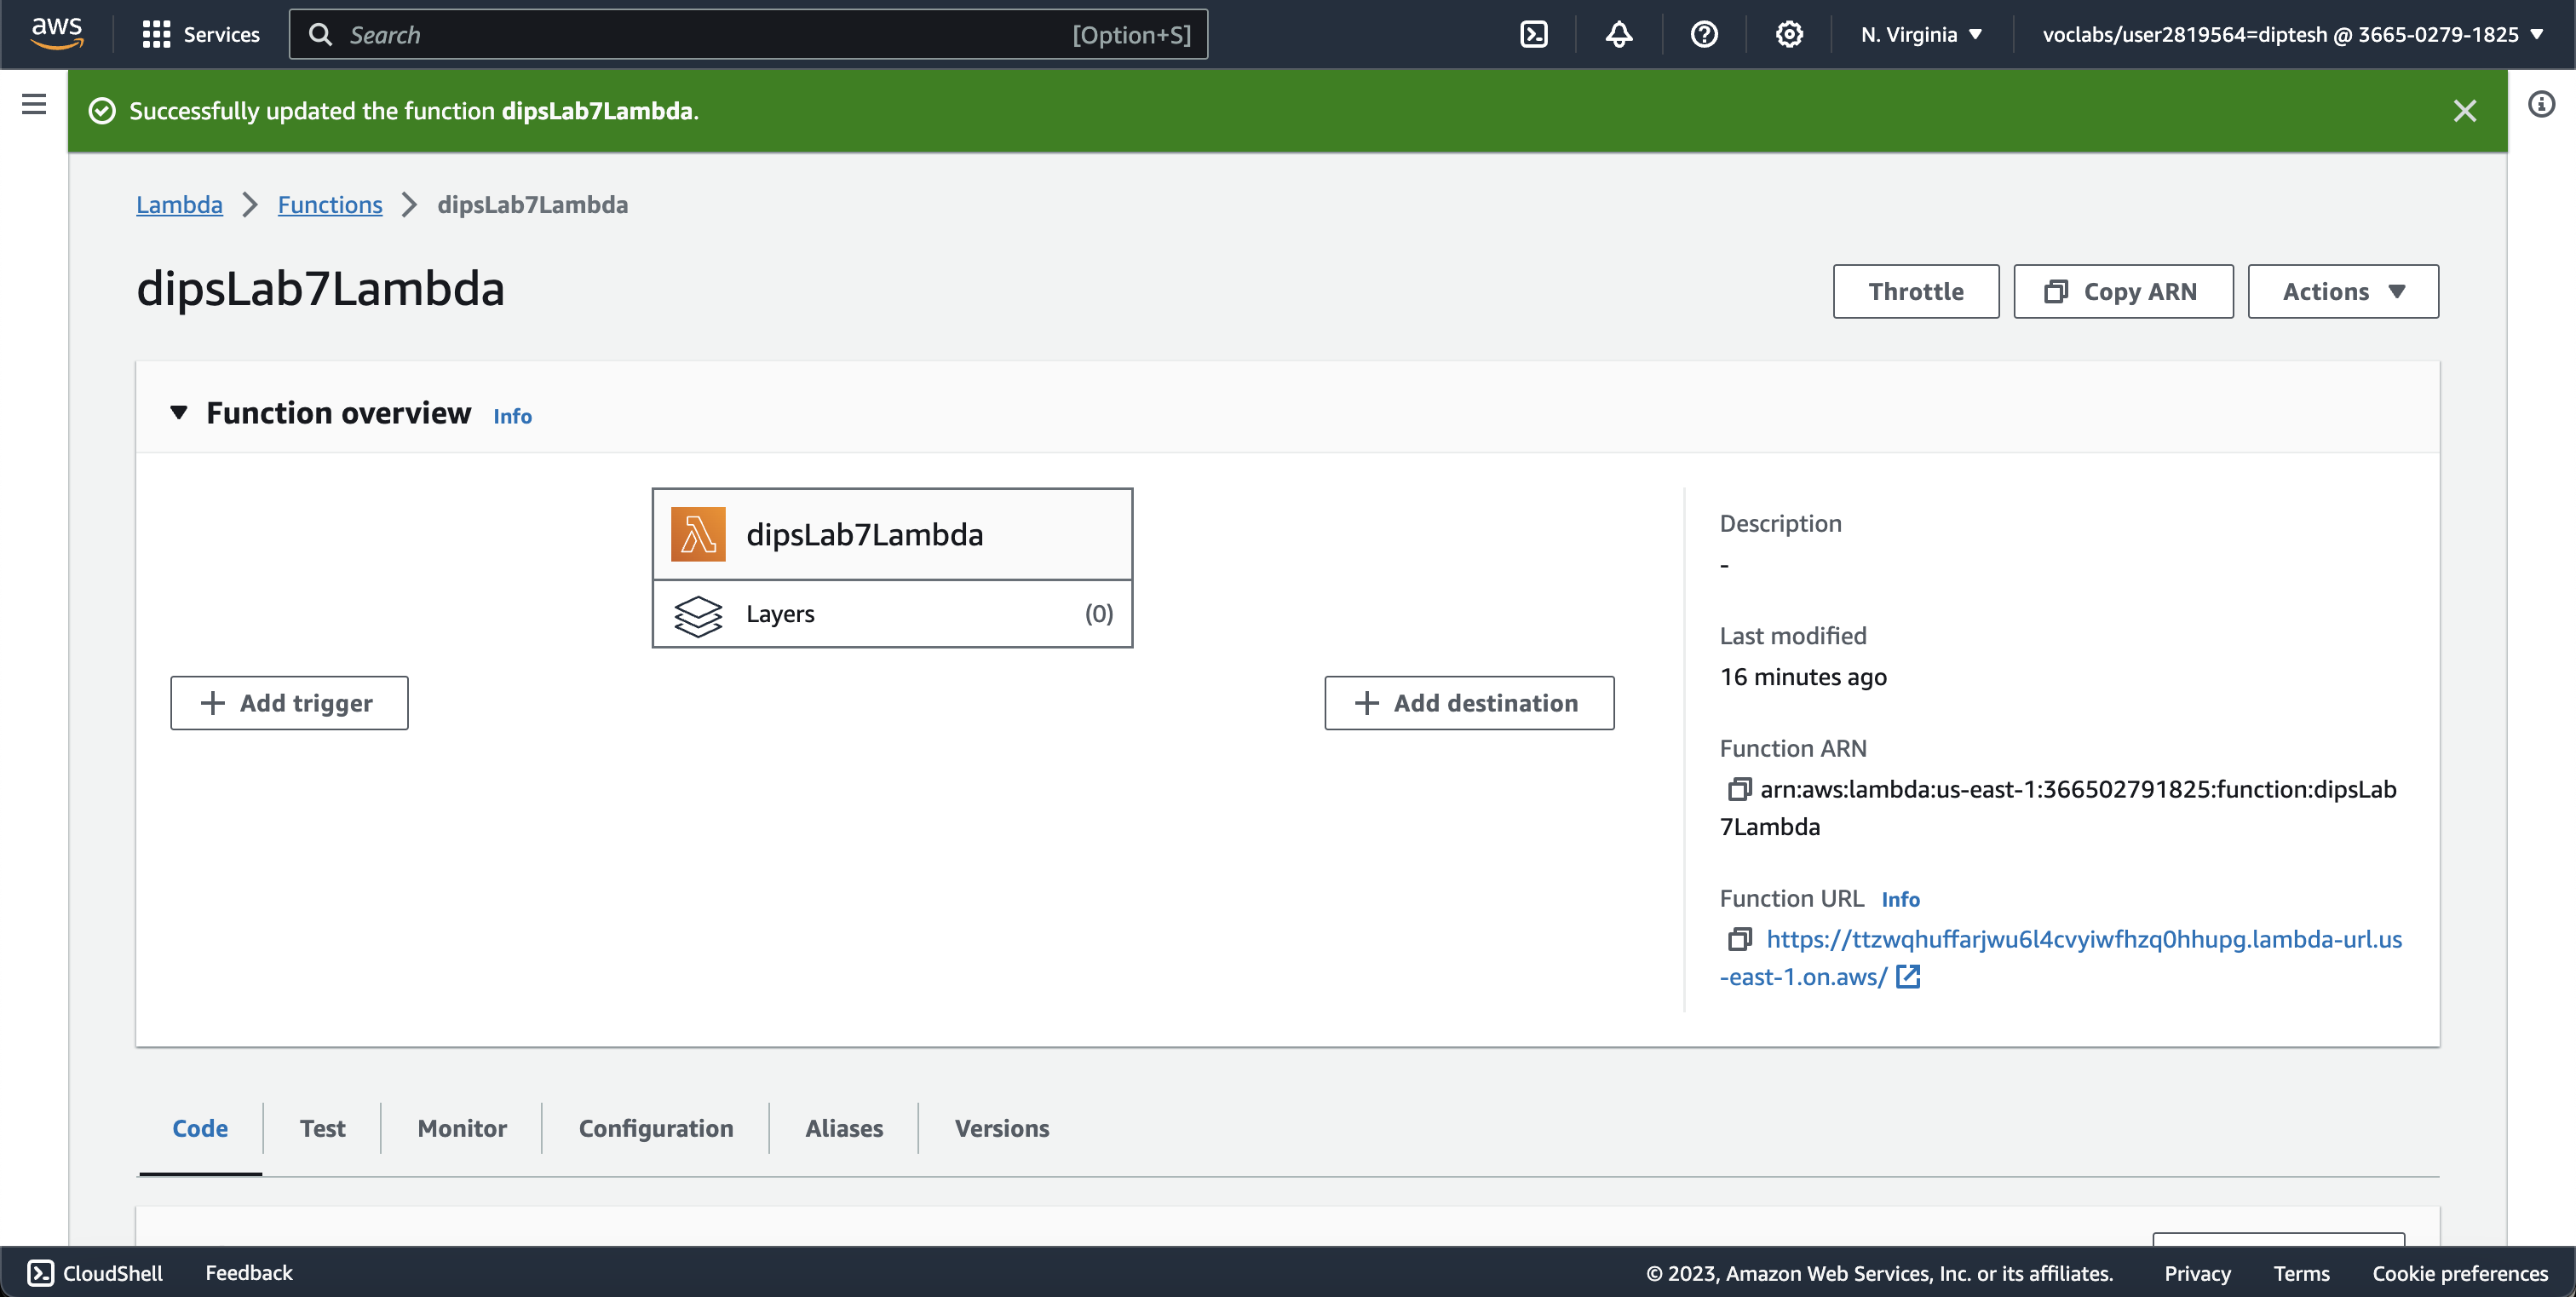 aws Services Search [Option+S] N. Virginia voclabs/user2819564=diptesh @ 3665-0279-1825
Successfully updated the function dipsLab7Lambda.
Lambda Functions dipsLab7Lambda
dipsLab7Lambda
Throttle Copy ARN Actions
Function overview Info
dipsLab7Lambda
Layers (0)
Add trigger
Add destination
Description
-
Last modified
16 minutes ago
Function ARN
arn:aws:lambda:us-east-1:366502791825:function:dipsLab
7Lambda
Function URL Info
https://ttzwqhuffarjwu6l4cvyiwfhzq0hhupg.lambda-url.us
-east-1.on.aws/
Code Test Monitor Configuration Aliases Versions
CloudShell Feedback © 2023, Amazon Web Services, Inc. or its affiliates. Privacy Terms Cookie preferences